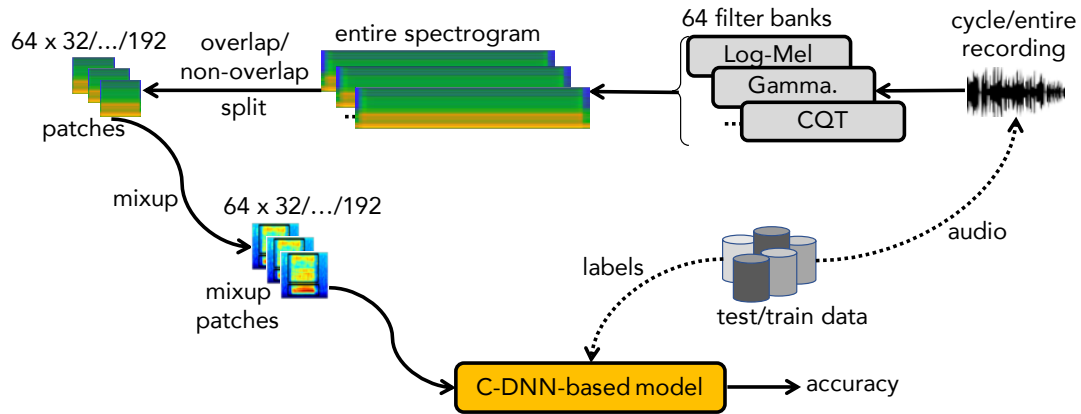 64 x 32/.../192
overlap/
non-overlap
split
patches
entire spectrogram
...
64 filter banks
Log-Mel
Gamma.
...
CQT
cycle/entire
recording
mixup
64 x 32/.../192
mixup
patches
labels
audio
test/train data
C-DNN-based model
accuracy